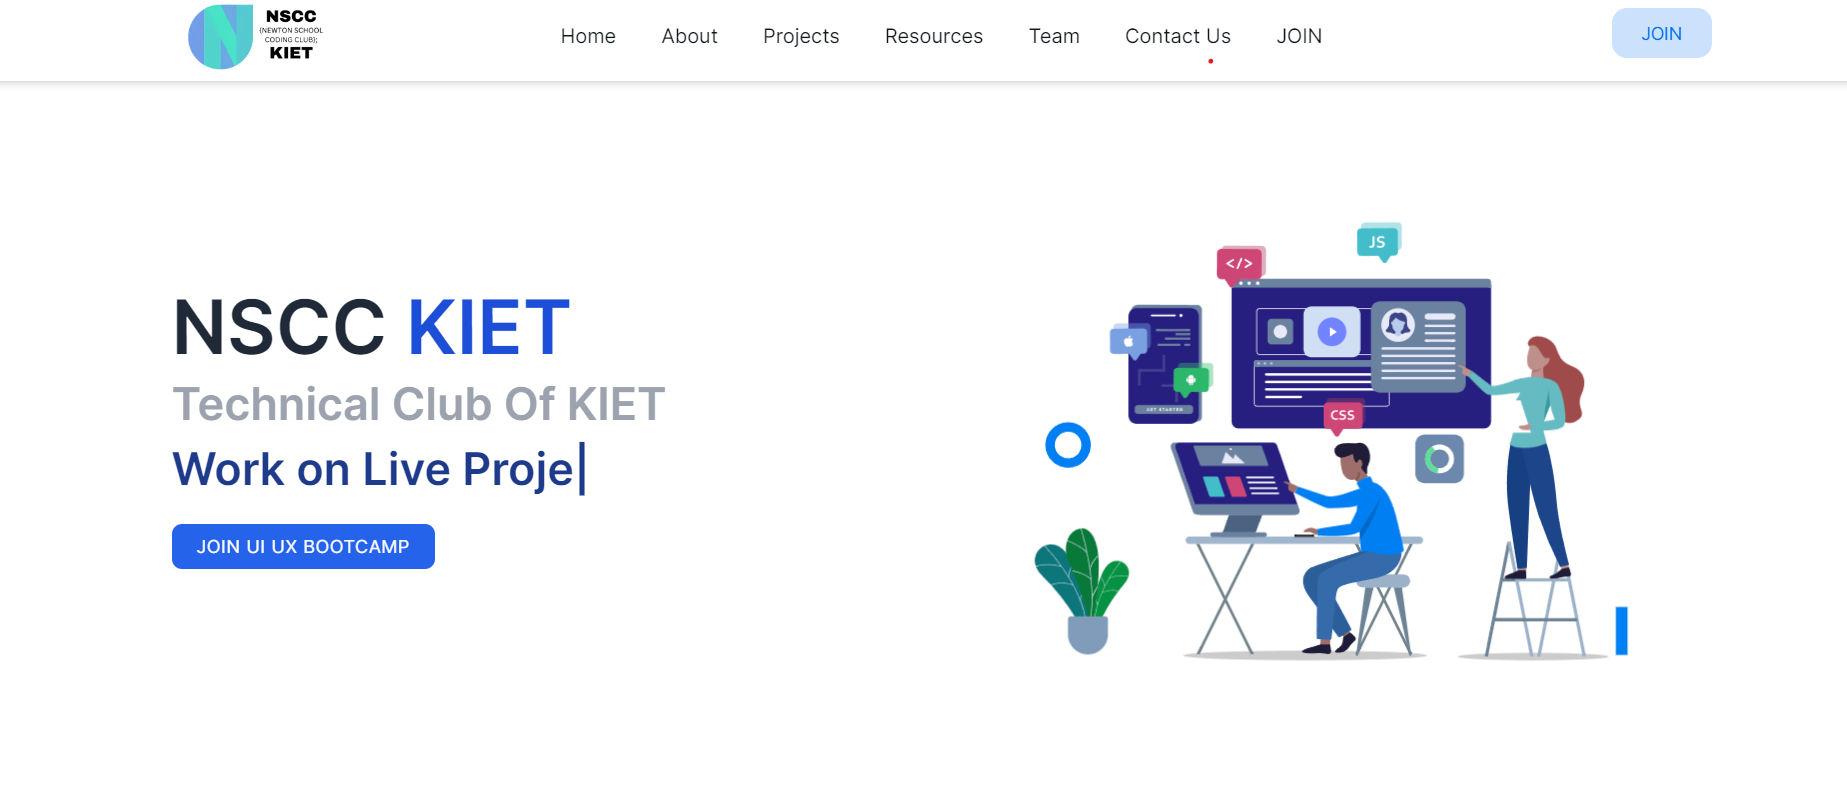 NSCC
{NEWTON SCHOOL
CODING CLUB};
KIET
Home About Projects Resources Team Contact Us JOIN
JOIN
NSCC KIET
Technical Club Of KIET
Work on Live Proje|
JOIN UI UX BOOTCAMP
JS
</>
GET STARTED
CSS